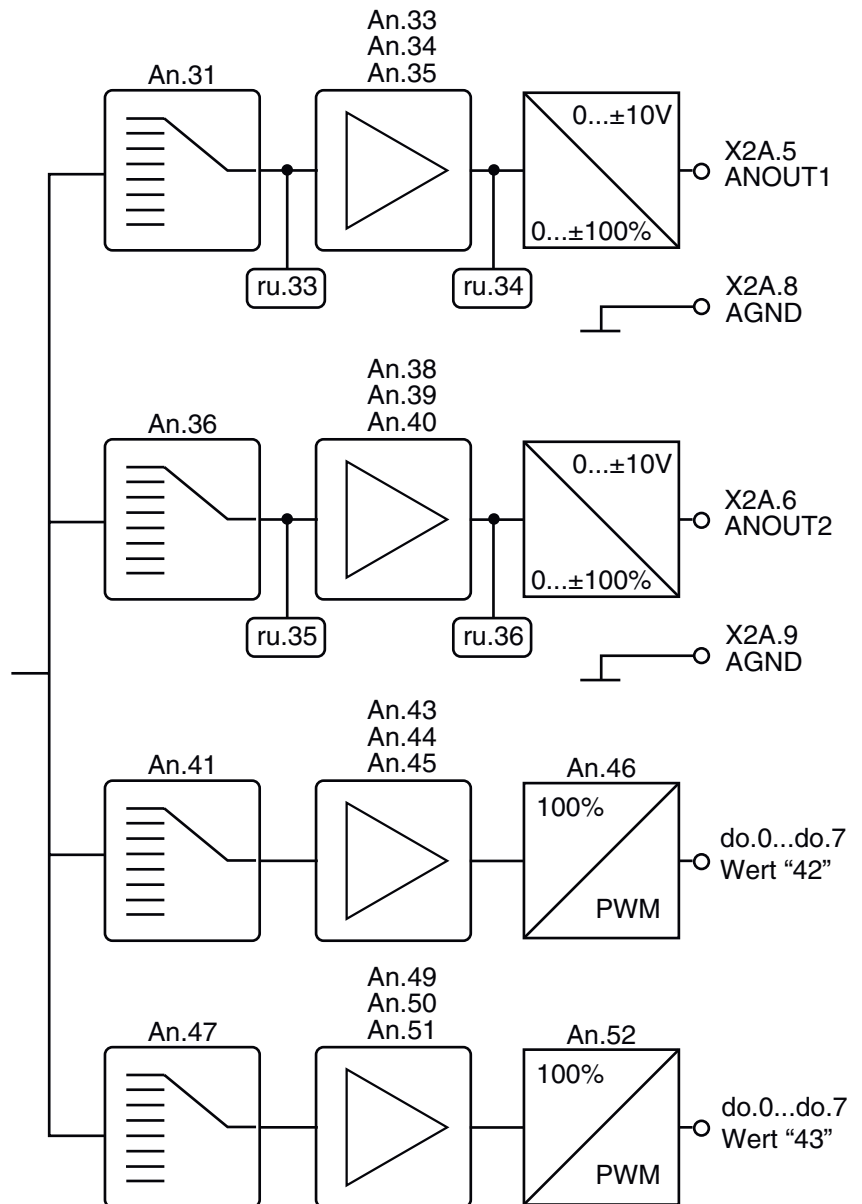 An.31
An.33
An.34
An.35
0...±10V
0...±100%
X2A.5
ANOUT1
ru.33
ru.34
X2A.8
AGND
An.36
An.38
An.39
An.40
0...±10V
0...±100%
X2A.6
ANOUT2
ru.35
ru.36
X2A.9
AGND
An.41
An.43
An.44
An.45
An.46
100%
PWM
do.0...do.7
Wert “42”
An.47
An.49
An.50
An.51
An.52
100%
PWM
do.0...do.7
Wert “43”